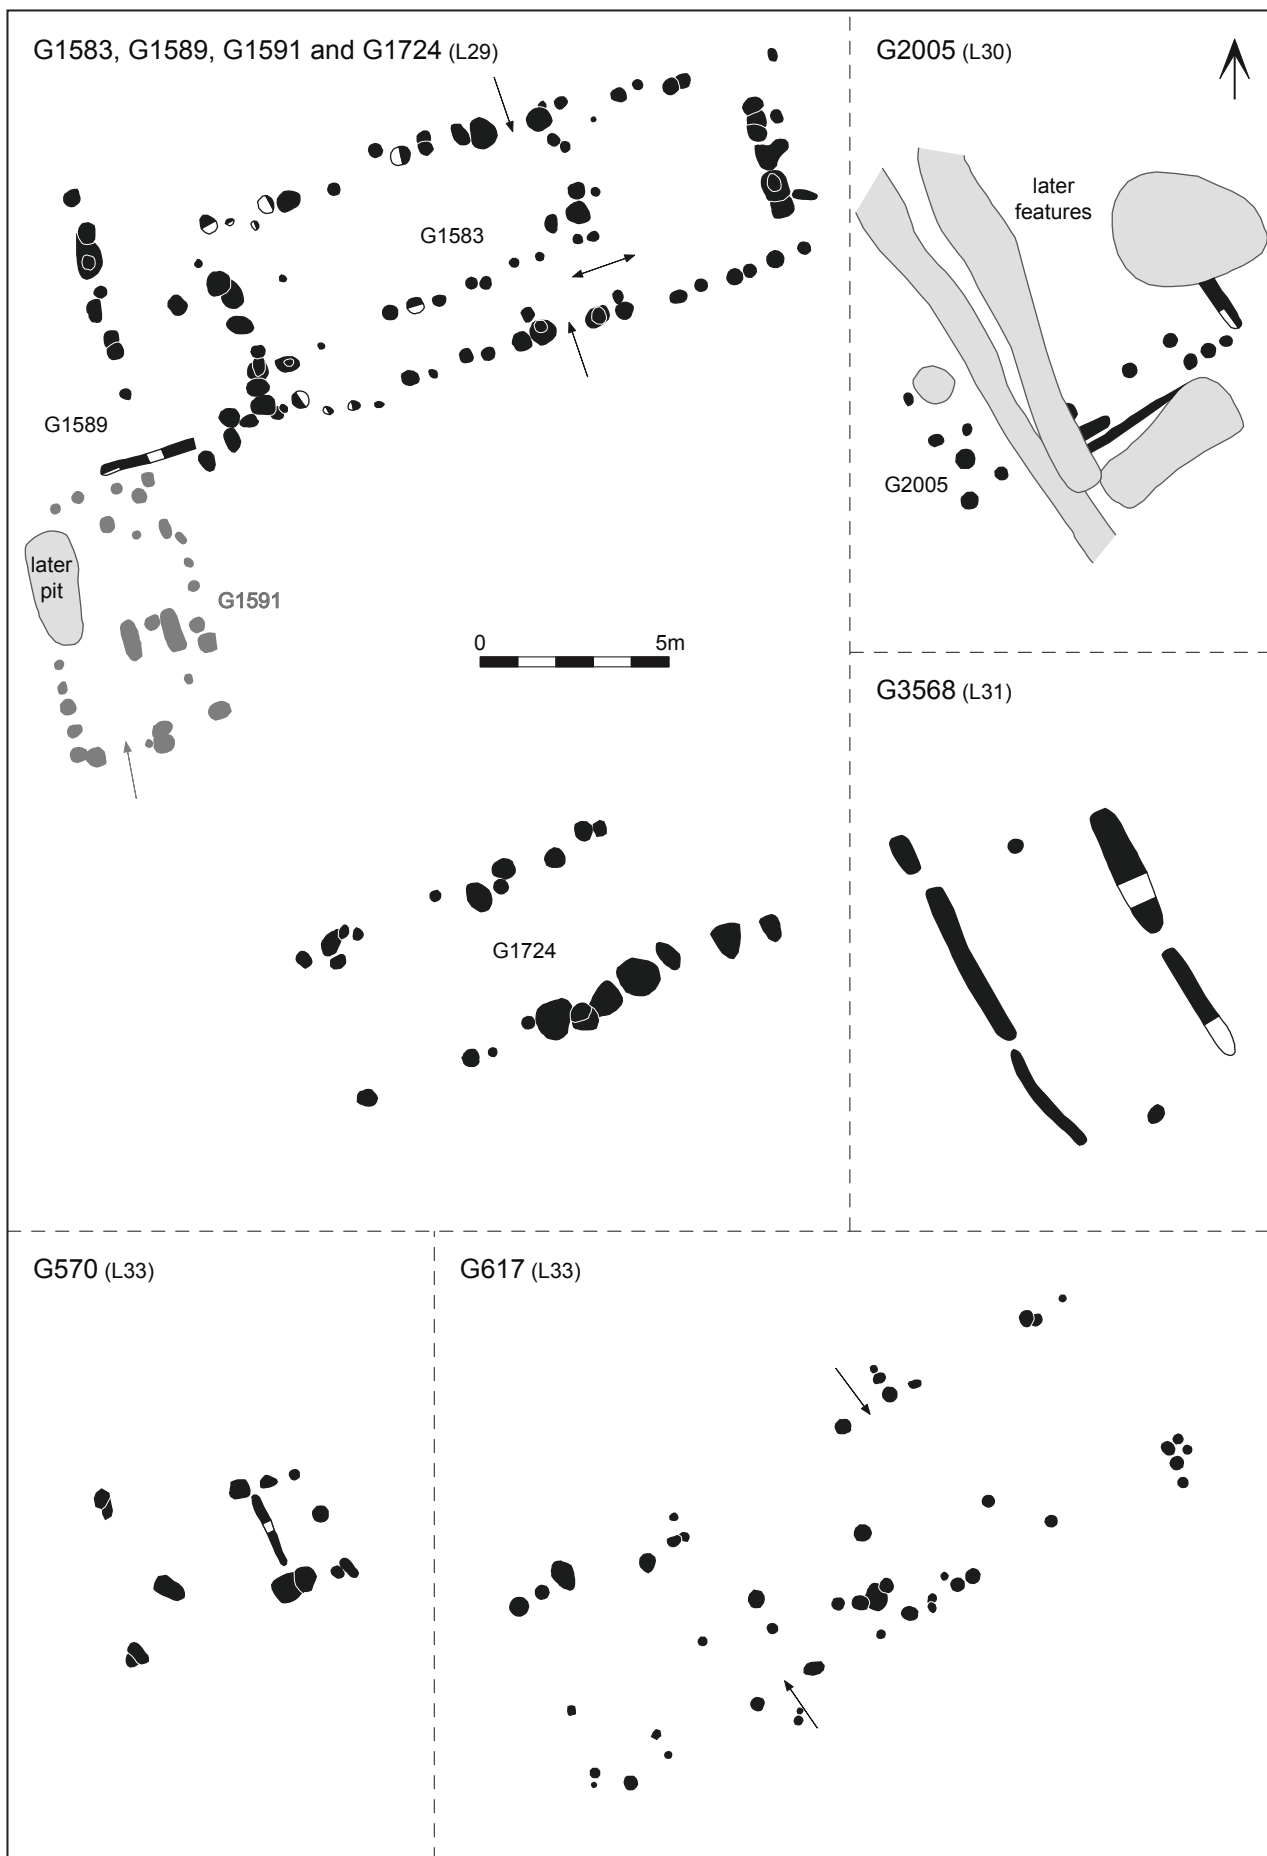 G1583, G1589, G1591 and G1724 (L29)
G2005 (L30)
later
features
G1583
G1589
G2005
later
pit
G1591
0 5m
G3568 (L31)
G1724
G570 (L33)
G617 (L33)